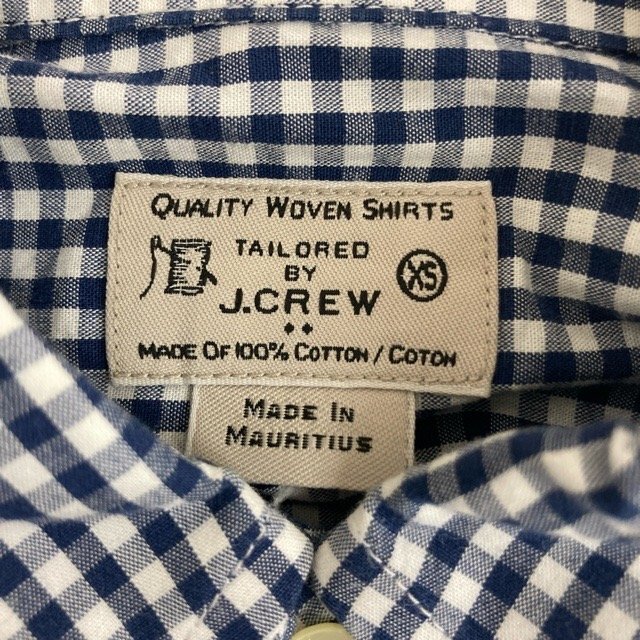 QUALITY WOVEN SHIRTS
TAILORED
BY
XS
J.CREW
MADE OF 100% COTTON / COTON
MADE IN
MAURITIUS